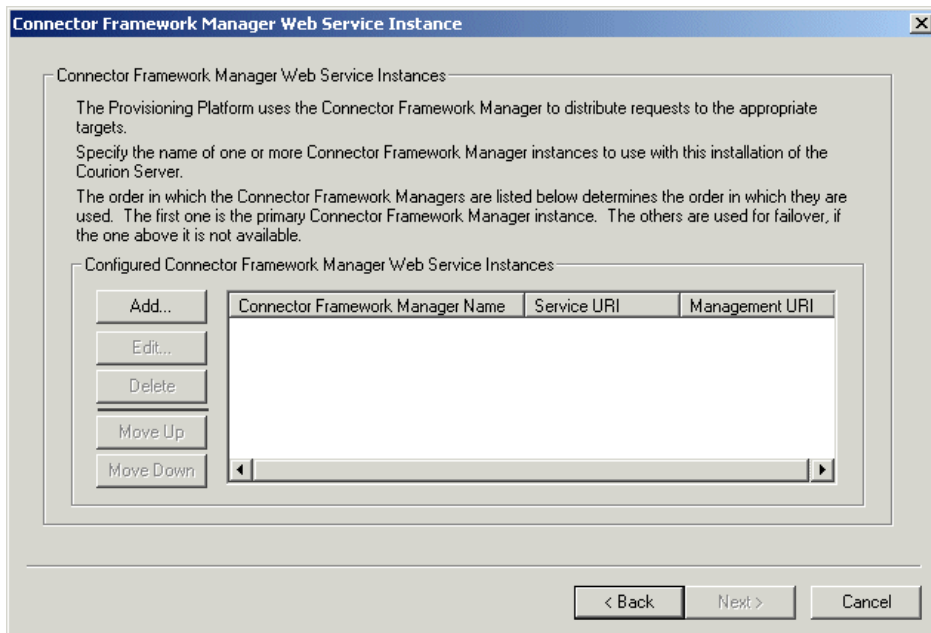 Connector Framework Manager Web Service Instance
Connector Framework Manager Web Service Instances
The Provisioning Platform uses the Connector Framework Manager to distribute requests to the appropriate
targets.
Specify the name of one or more Connector Framework Manager instances to use with this installation of the
Courion Server.
The order in which the Connector Framework Managers are listed below determines the order in which they are
used. The first one is the primary Connector Framework Manager instance. The others are used for failover, if
the one above it is not available.
Configured Connector Framework Manager Web Service Instances
Add...
Connector Framework Manager Name
Service URI
Management URI
Edit...
Delete
Move Up
Move Down
< Back
Next >
Cancel